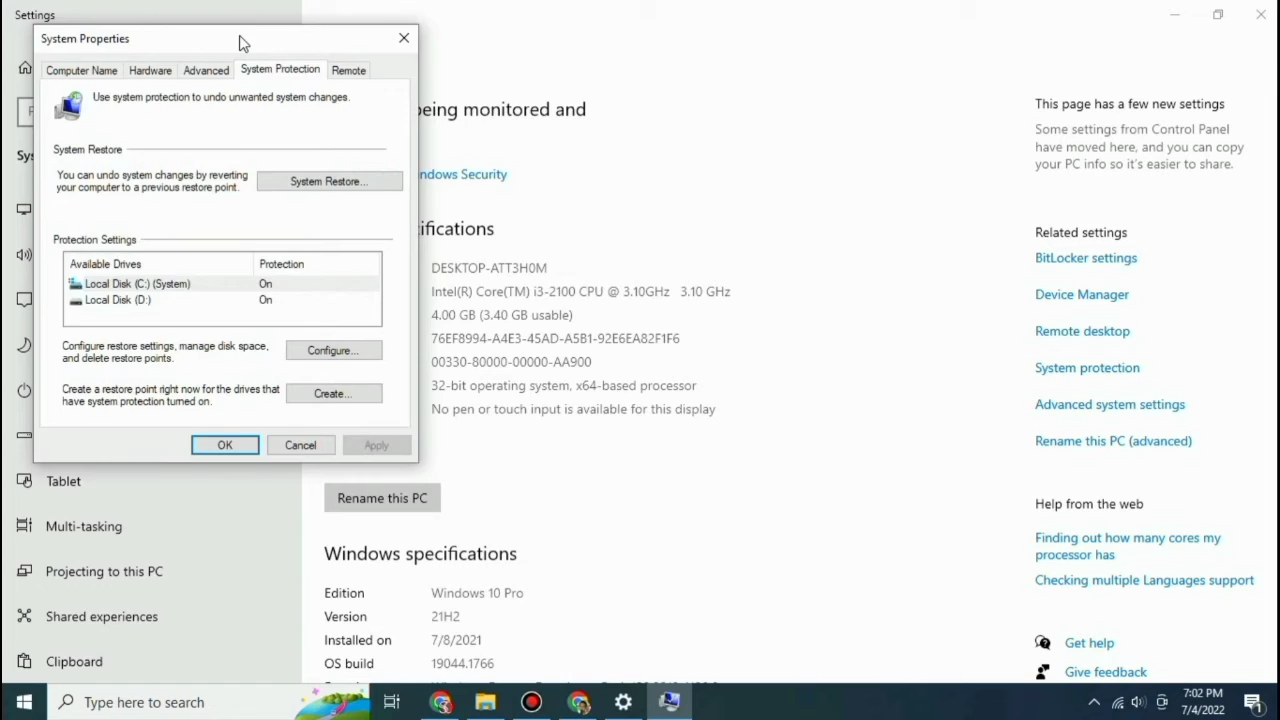 Settings
System Properties
Computer Name
Hardware
Advanced
System Protection
Remote
Use system protection to undo unwanted system changes.
System Restore
You can undo system changes by reverting
your computer to a previous restore point.
System Restore...
Protection Settings
Available Drives
Protection
Local Disk (C:) (System)
On
Local Disk (D:)
On
Configure restore settings, manage disk space,
and delete restore points.
Configure...
Create a restore point right now for the drives that
have system protection turned on.
Create...
OK
Cancel
Apply
Tablet
Multi-tasking
Projecting to this PC
Shared experiences
Clipboard
being monitored and
ndows Security
ifications
DESKTOP-ATT3H0M
Intel(R) Core(TM) i3-2100 CPU @ 3.10GHz 3.10 GHz
4.00 GB (3.40 GB usable)
76EF8994-A4E3-45AD-A5B1-92E6EA82F1F6
00330-80000-00000-AA900
32-bit operating system, x64-based processor
No pen or touch input is available for this display
Rename this PC
Windows specifications
Edition Windows 10 Pro
Version 21H2
Installed on 7/8/2021
OS build 19044.1766
This page has a few new settings
Some settings from Control Panel
have moved here, and you can copy
your PC info so it's easier to share.
Related settings
BitLocker settings
Device Manager
Remote desktop
System protection
Advanced system settings
Rename this PC (advanced)
Help from the web
Finding out how many cores my
processor has
Checking multiple Languages support
Get help
Give feedback
Type here to search
7:02 PM
7/4/2022
1